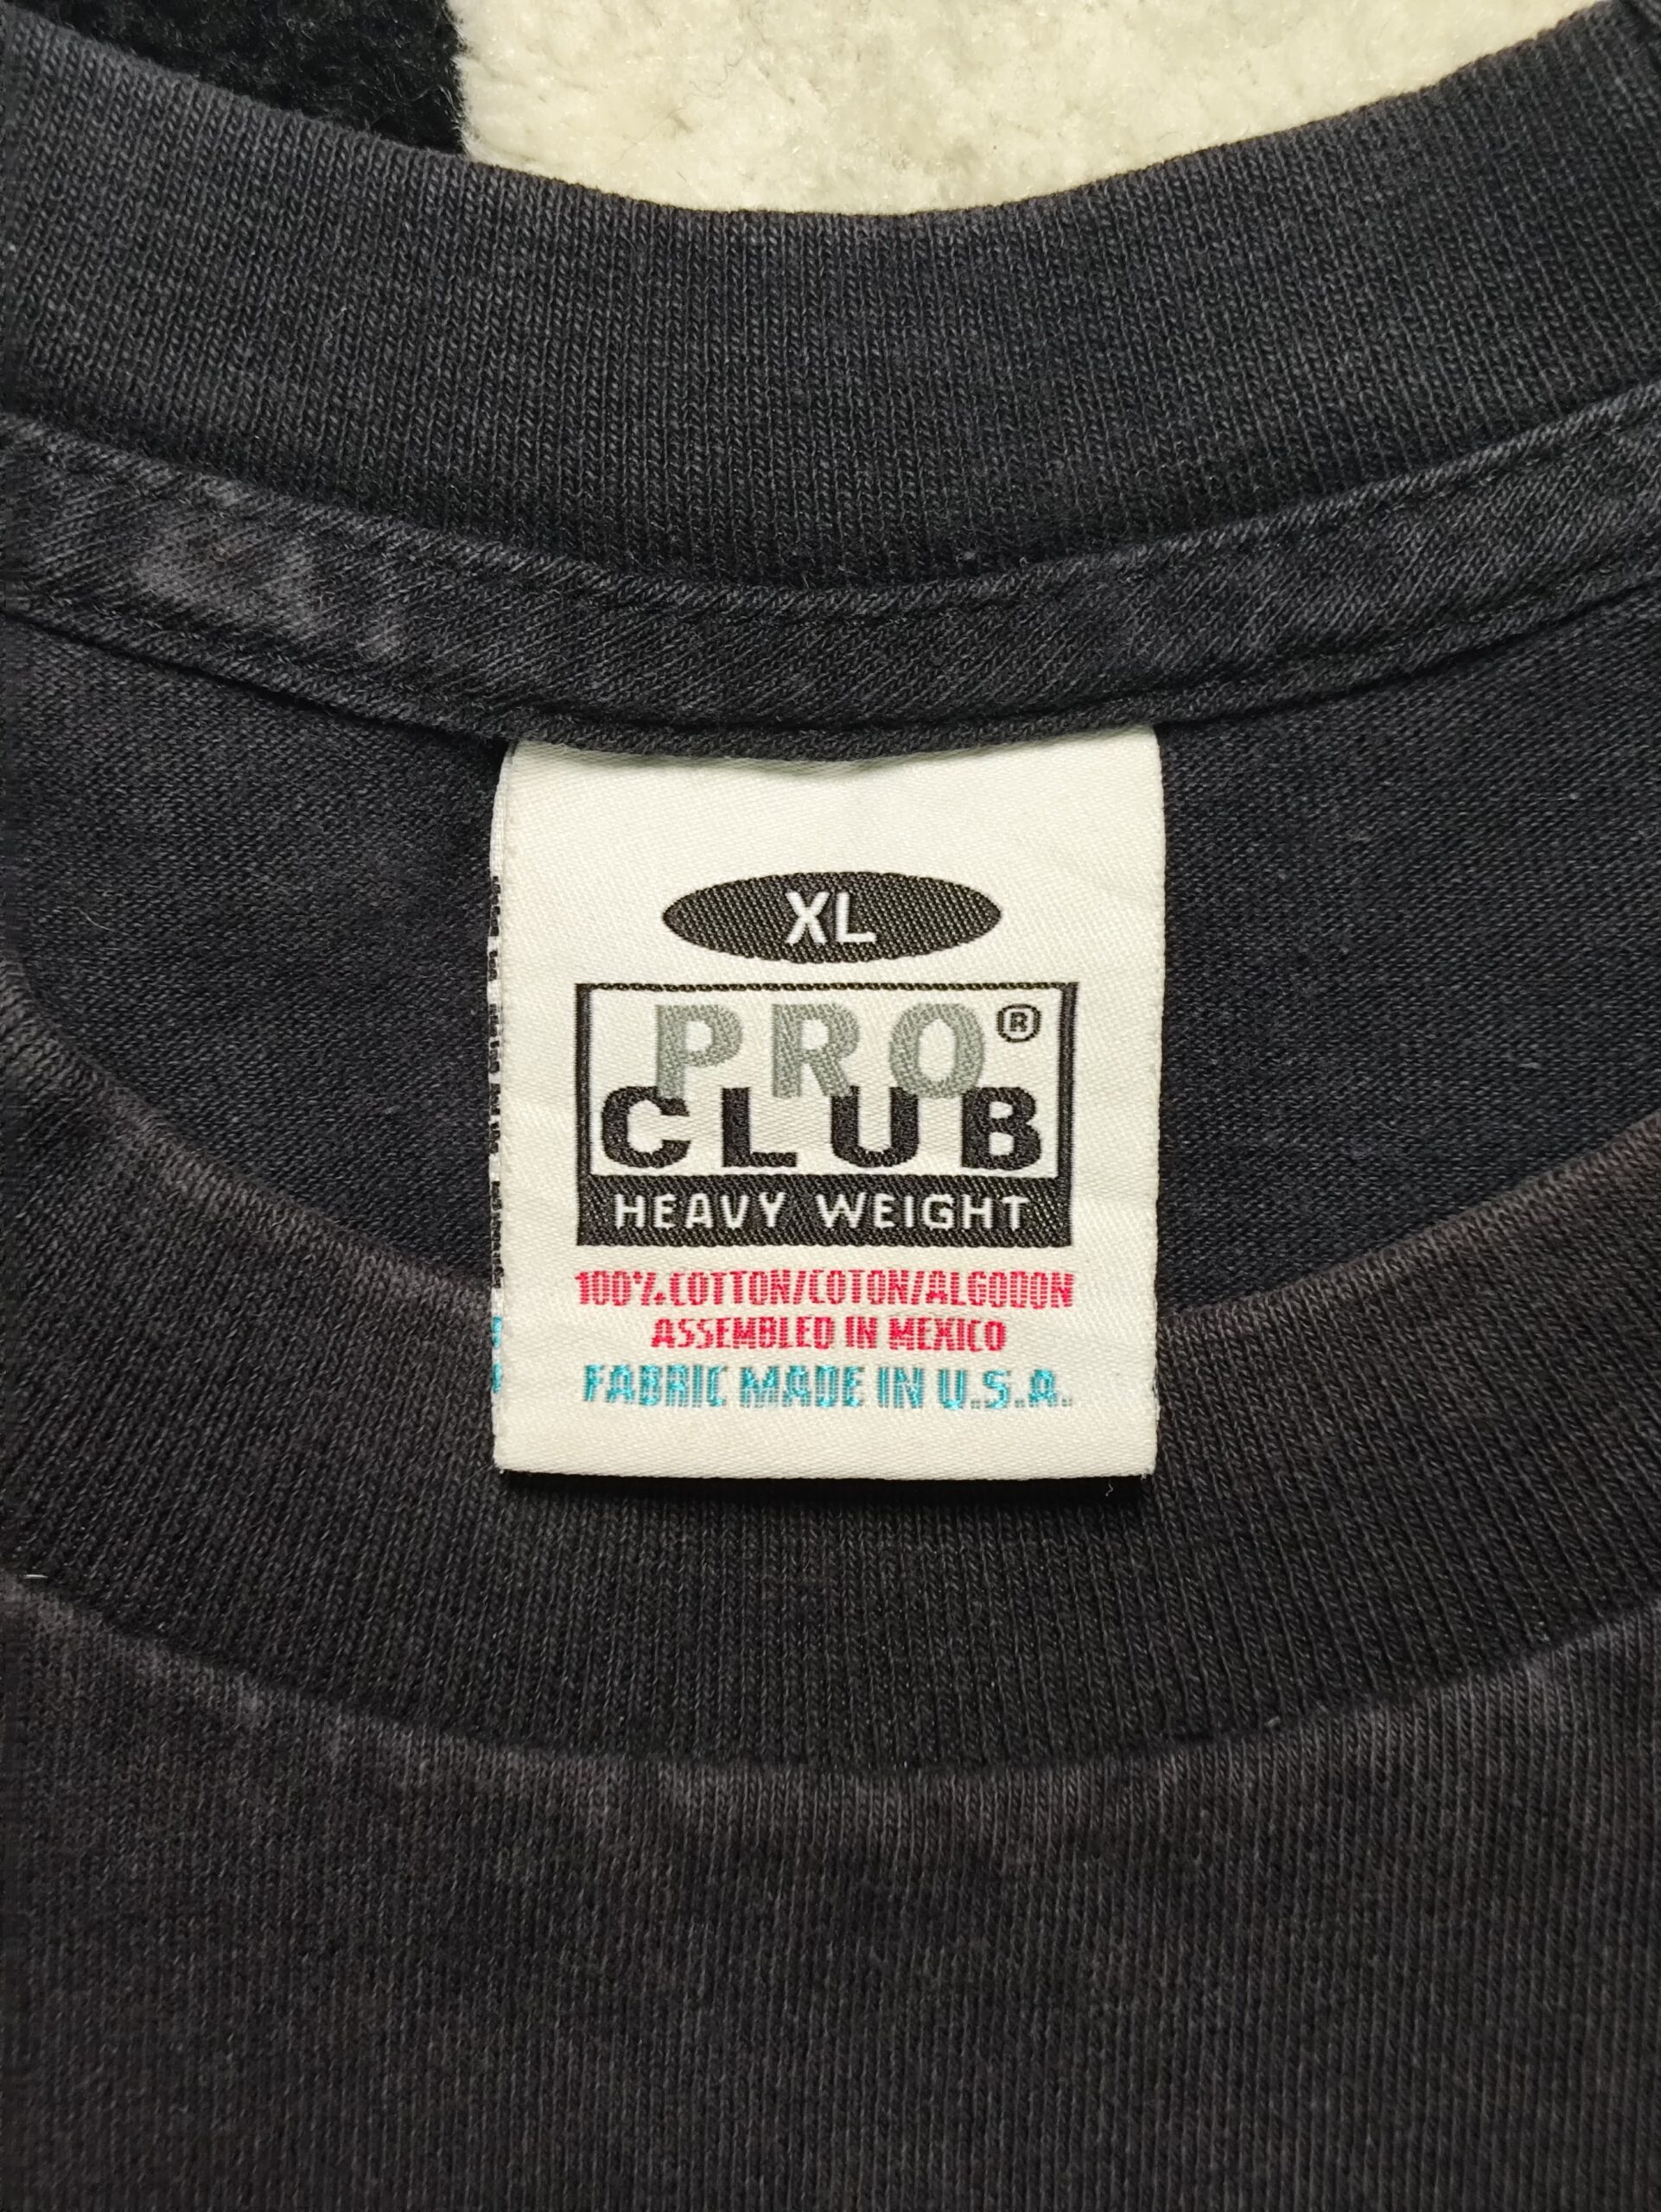 XL
PRO®
CLUB
HEAVY WEIGHT
100% COTTON/COTON/ALGODON
ASSEMBLED IN MEXICO
FABRIC MADE IN U.S.A.